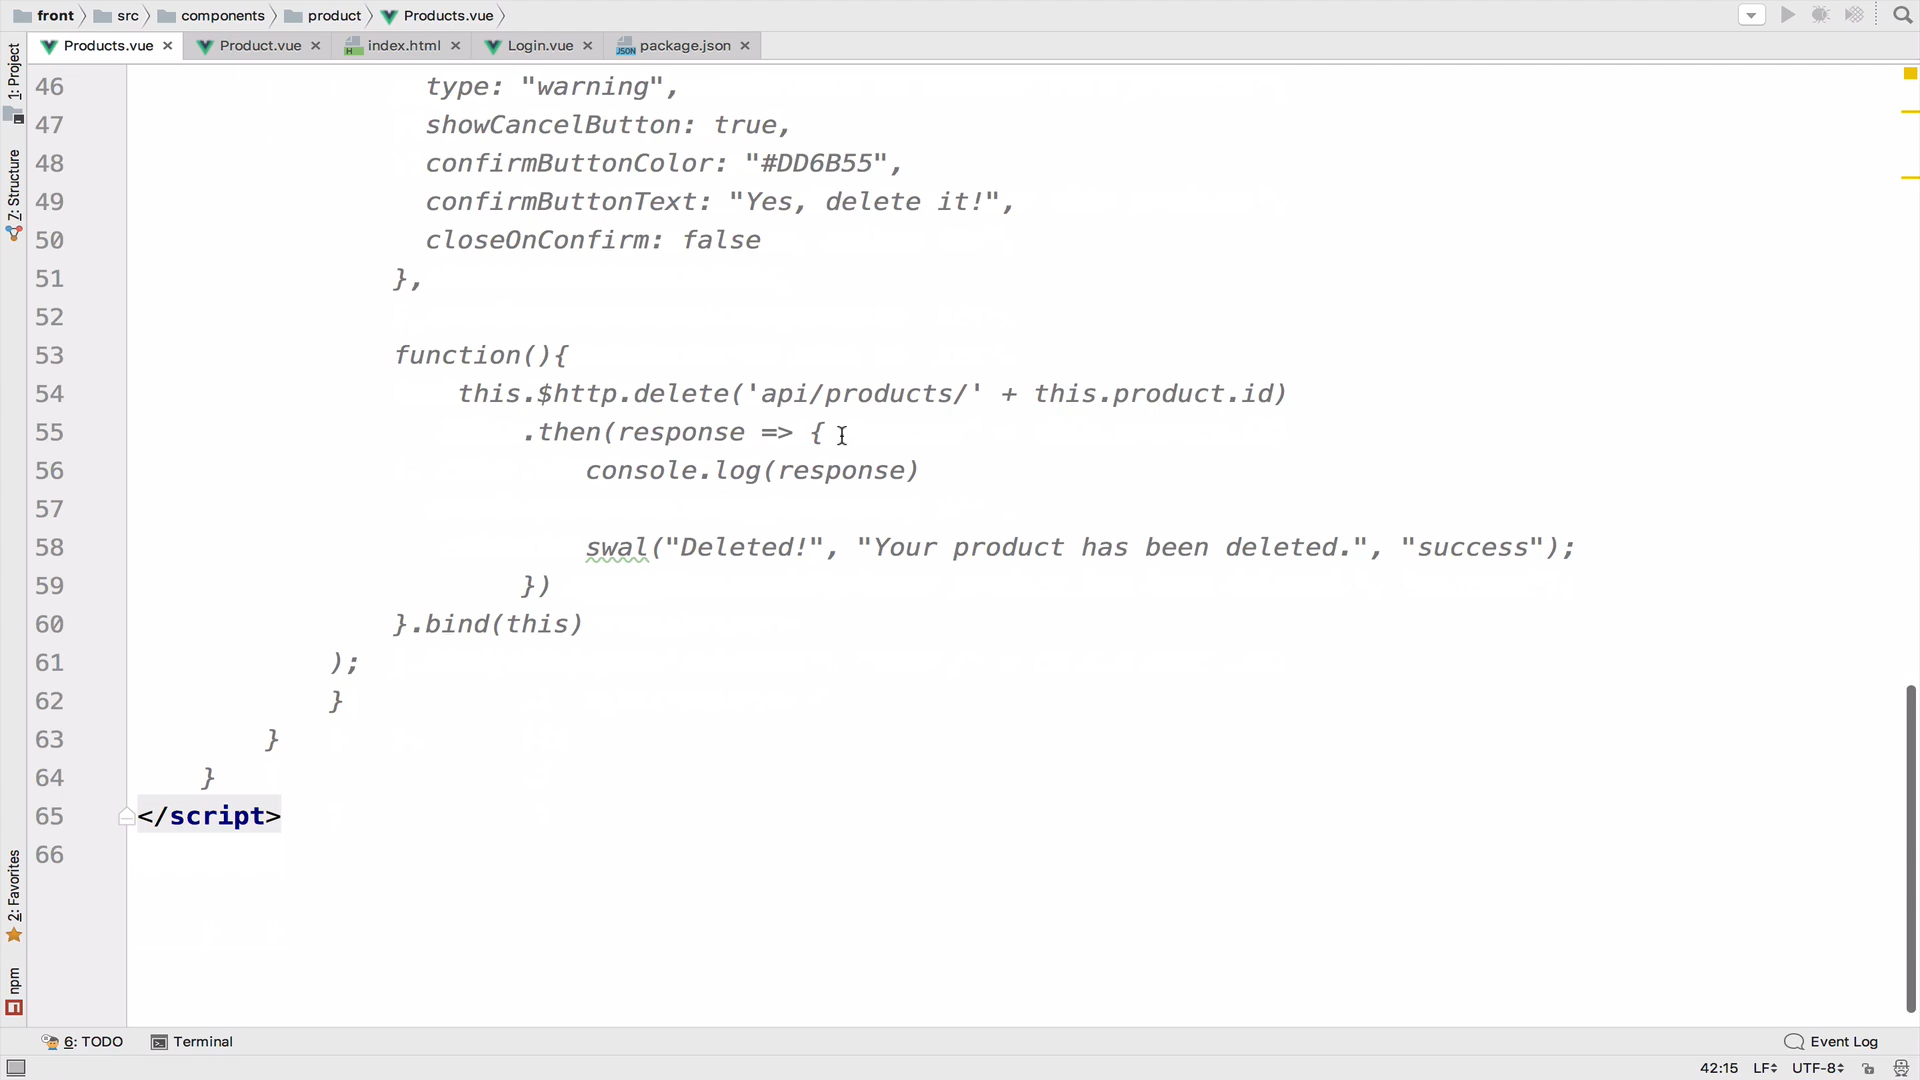 front src components product Products.vue
Products.vue Product.vue index.html Login.vue package.json
1: Project
7: Structure
2: Favorites
npm
46 type: "warning",
47 showCancelButton: true,
48 confirmButtonColor: "#DD6B55",
49 confirmButtonText: "Yes, delete it!",
50 closeOnConfirm: false
51 },
52
53 function(){
54 this.$http.delete('api/products/' + this.product.id)
55 .then(response => {
56 console.log(response)
57
58 swal("Deleted!", "Your product has been deleted.", "success");
59 })
60 }.bind(this)
61 );
62 }
63 }
64 }
65 </script>
66
6: TODO Terminal Event Log
42:15 LF UTF-8